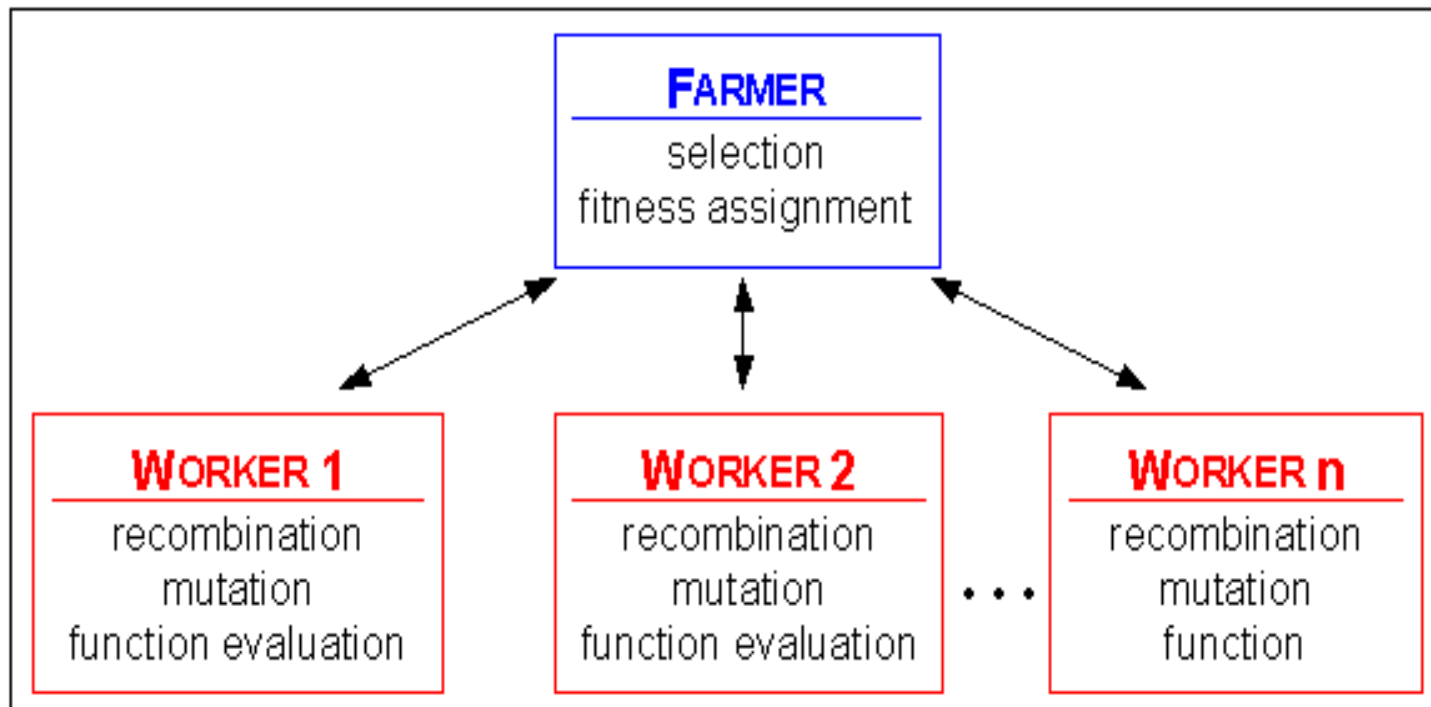 FARMER
selection
fitness assignment
WORKER 1
recombination
mutation
function evaluation
WORKER 2
recombination
mutation
function evaluation
...
WORKER n
recombination
mutation
function